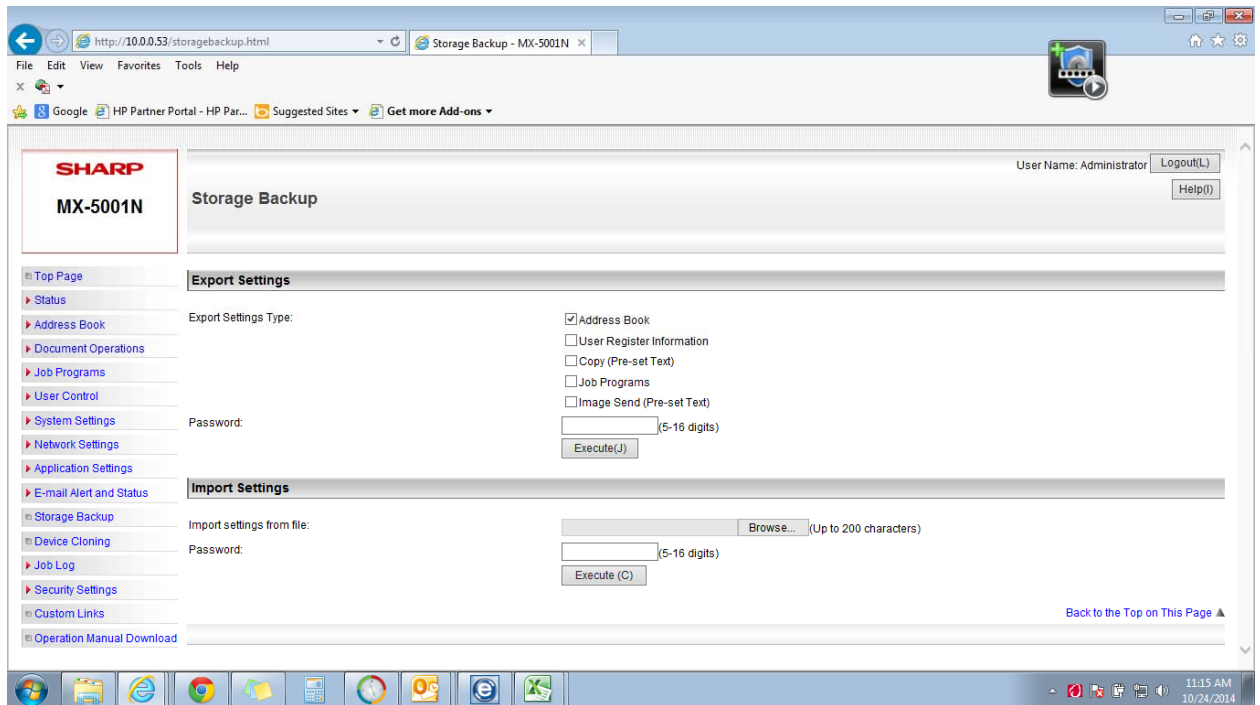 http://10.0.0.53/storagebackup.html
Storage Backup - MX-5001N
File Edit View Favorites Tools Help
x
Google HP Partner Portal - HP Par... Suggested Sites Get more Add-ons
SHARP
MX-5001N
User Name: Administrator Logout(L)
Help(I)
Storage Backup
Top Page
Status
Address Book
Document Operations
Job Programs
User Control
System Settings
Network Settings
Application Settings
E-mail Alert and Status
Storage Backup
Device Cloning
Job Log
Security Settings
Custom Links
Operation Manual Download
Export Settings
Export Settings Type:
Address Book
User Register Information
Copy (Pre-set Text)
Job Programs
Image Send (Pre-set Text)
Password: (5-16 digits)
Execute(J)
Import Settings
Import settings from file: Browse... (Up to 200 characters)
Password: (5-16 digits)
Execute (C)
Back to the Top on This Page
11:15 AM
10/24/2014